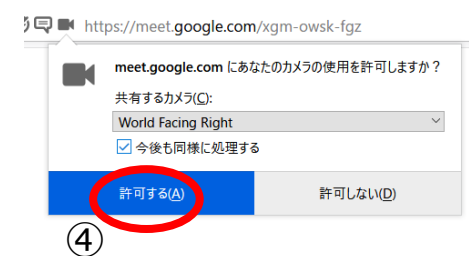 https://meet.google.com/xgm-owsk-fgz
meet.google.com にあなたのカメラの使用を許可しますか？
共有するカメラ(C):
World Facing Right
今後も同様に処理する
許可する(A) 許可しない(D)
④